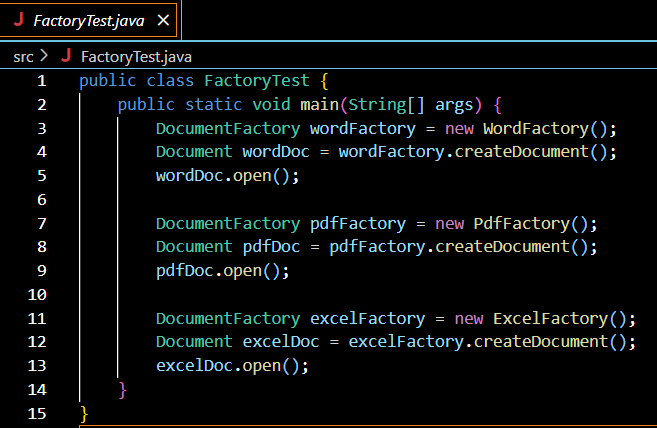 J FactoryTest.java ×
src > J FactoryTest.java
1 public class FactoryTest {
2     public static void main(String[] args) {
3         DocumentFactory wordFactory = new WordFactory();
4         Document wordDoc = wordFactory.createDocument();
5         wordDoc.open();
6
7         DocumentFactory pdfFactory = new PdfFactory();
8         Document pdfDoc = pdfFactory.createDocument();
9         pdfDoc.open();
10
11         DocumentFactory excelFactory = new ExcelFactory();
12         Document excelDoc = excelFactory.createDocument();
13         excelDoc.open();
14     }
15 }